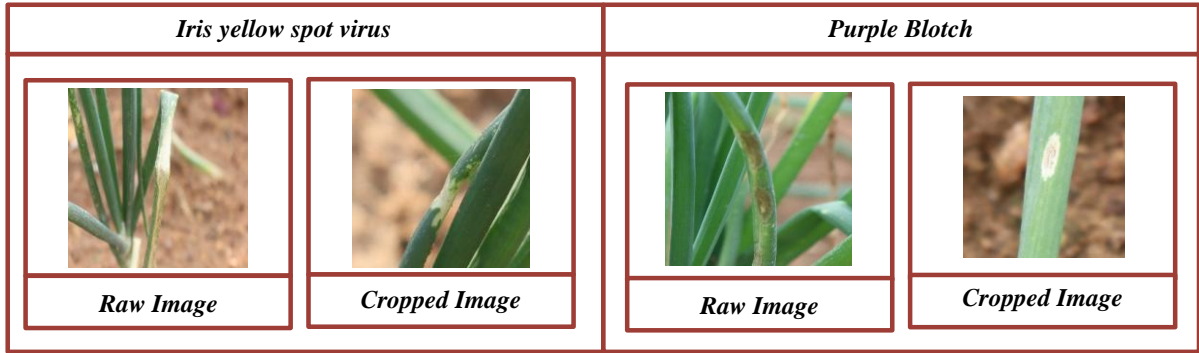 Iris yellow spot virus
Purple Blotch
Raw Image
Cropped Image
Raw Image
Cropped Image